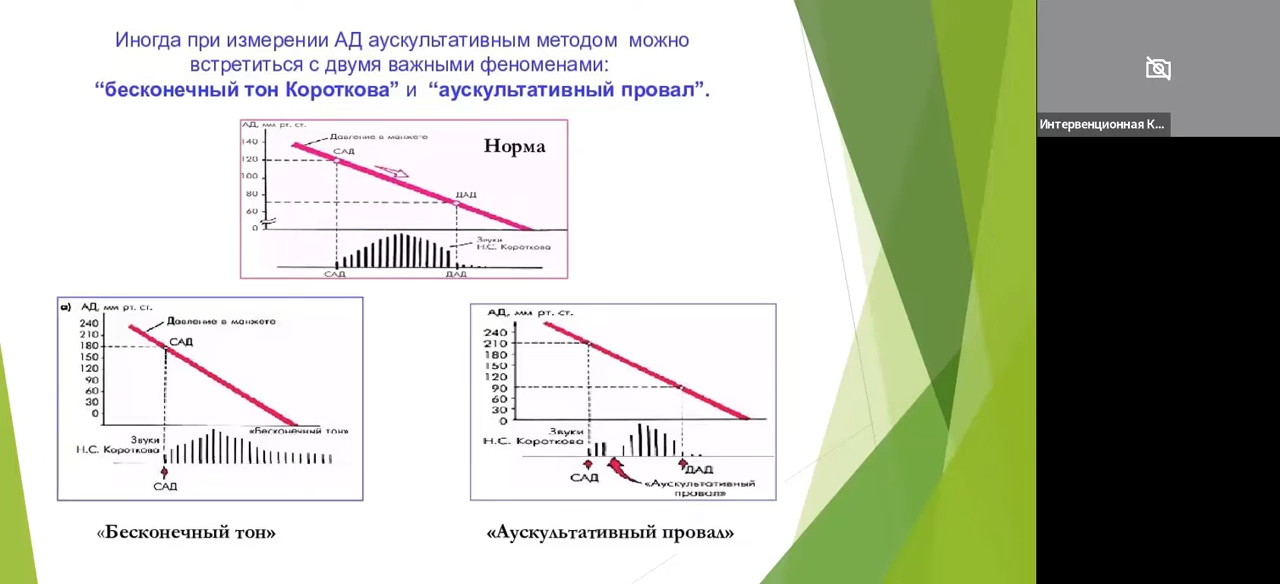 Иногда при измерении АД аускультативным методом можно
встретиться с двумя важными феноменами:
“бесконечный тон Короткова” и “аускультативный провал”.
АД, мм рт. ст.
Давление в манжете
Норма
140
САД
120
100
ДАД
80
60
0
Звуки
Н.С. Короткова
САД
ДАД
а) АД, мм рт. ст.
240
Давление в манжете
210
САД
180
150
120
90
60
30
0
«Бесконечный тон»
Звуки
Н.С. Короткова
САД
АД, мм рт. ст.
240
210
180
150
120
90
60
30
0
Звуки
Н.С. Короткова
САД
ДАД
«Аускультативный
провал»
«Бесконечный тон»
«Аускультативный провал»
Интервенционная К...